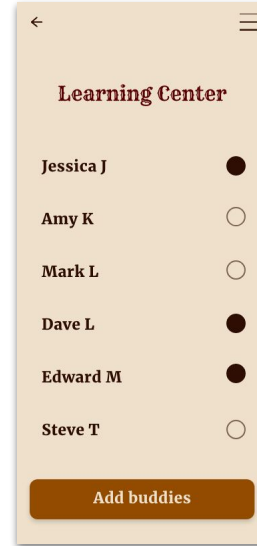 Learning Center
Jessica J
Amy K
Mark L
Dave L
Edward M
Steve T
Add buddies